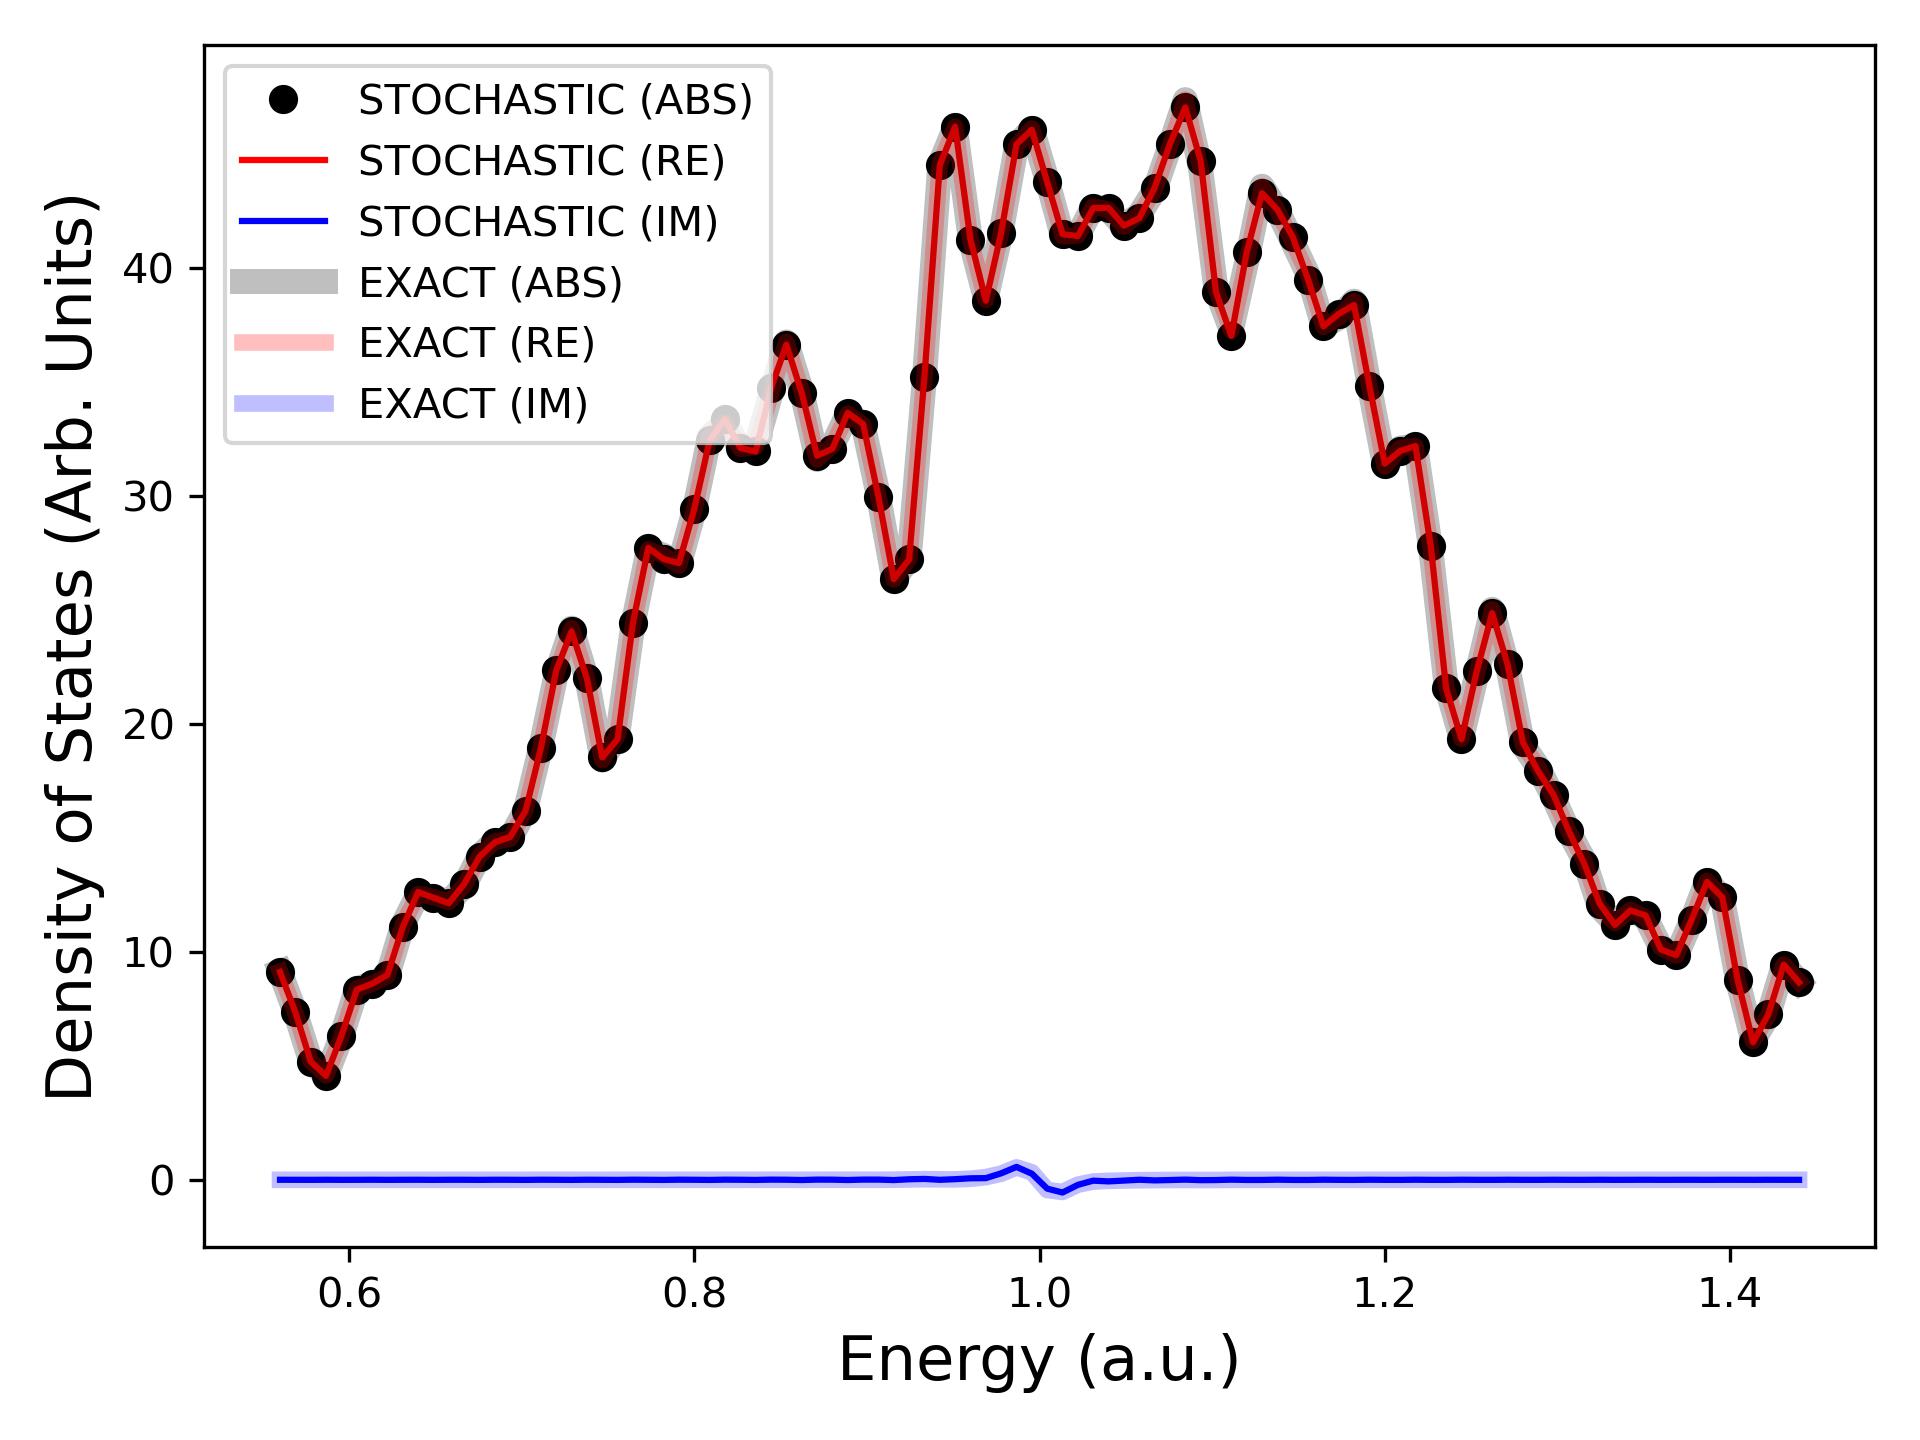 STOCHASTIC (ABS)
STOCHASTIC (RE)
STOCHASTIC (IM)
EXACT (ABS)
EXACT (RE)
EXACT (IM)
Density of States (Arb. Units)
40
30
20
10
0
0.6 0.8 1.0 1.2 1.4
Energy (a.u.)